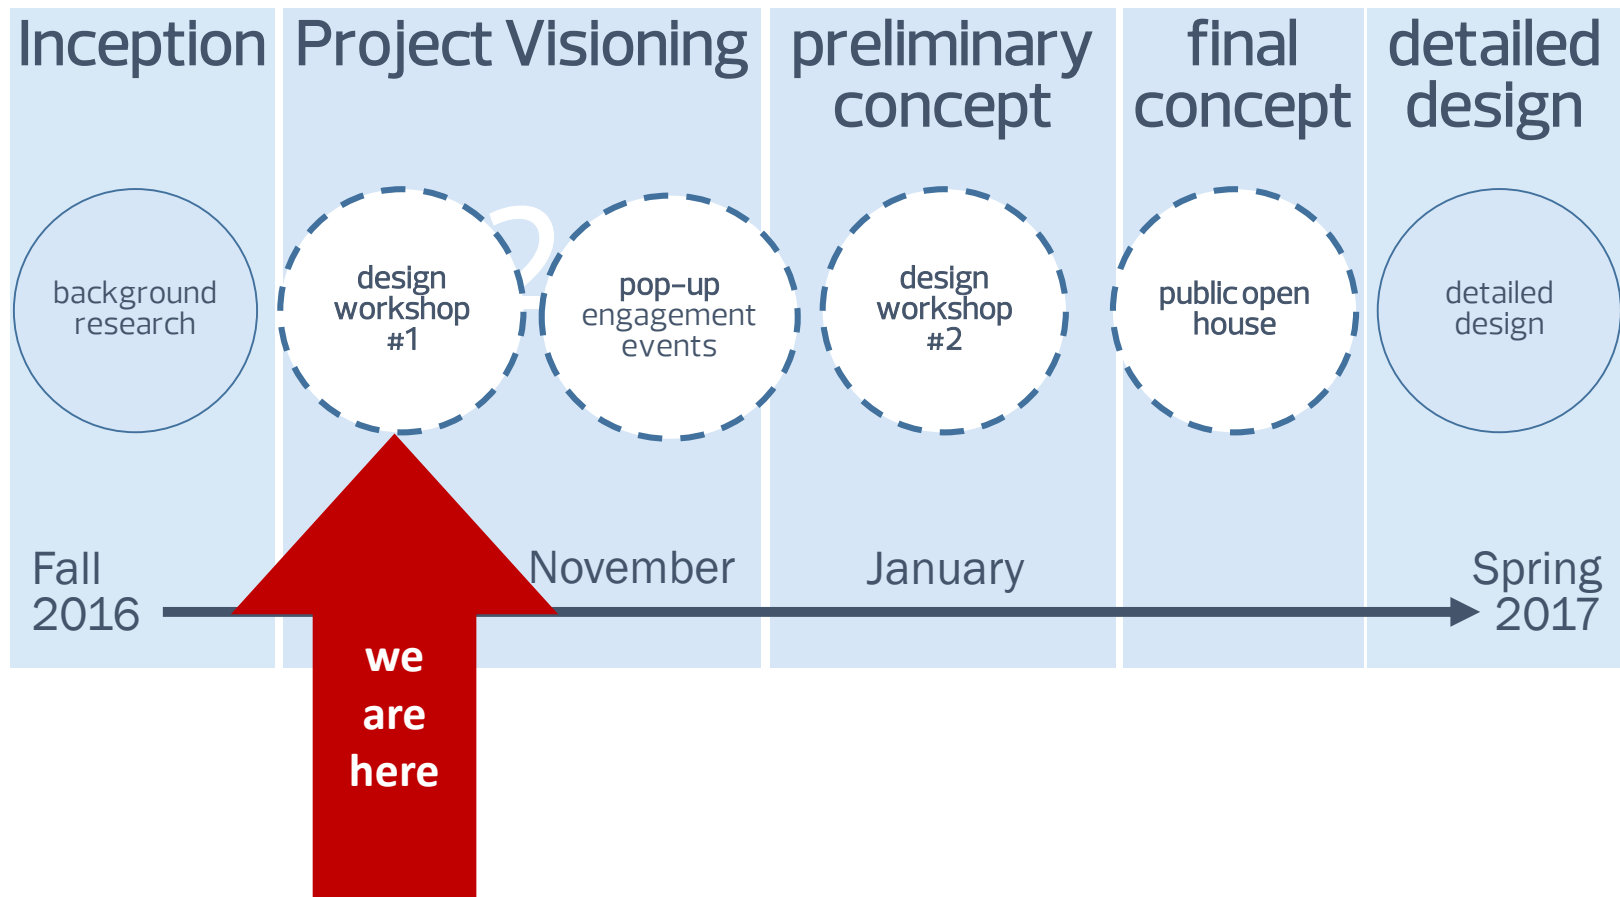 Inception
Project Visioning
preliminary
concept
final
concept
detailed
design
background
research
design
workshop
#1
pop-up
engagement
events
design
workshop
#2
public open
house
detailed
design
Fall
2016
November
January
Spring
2017
we
are
here